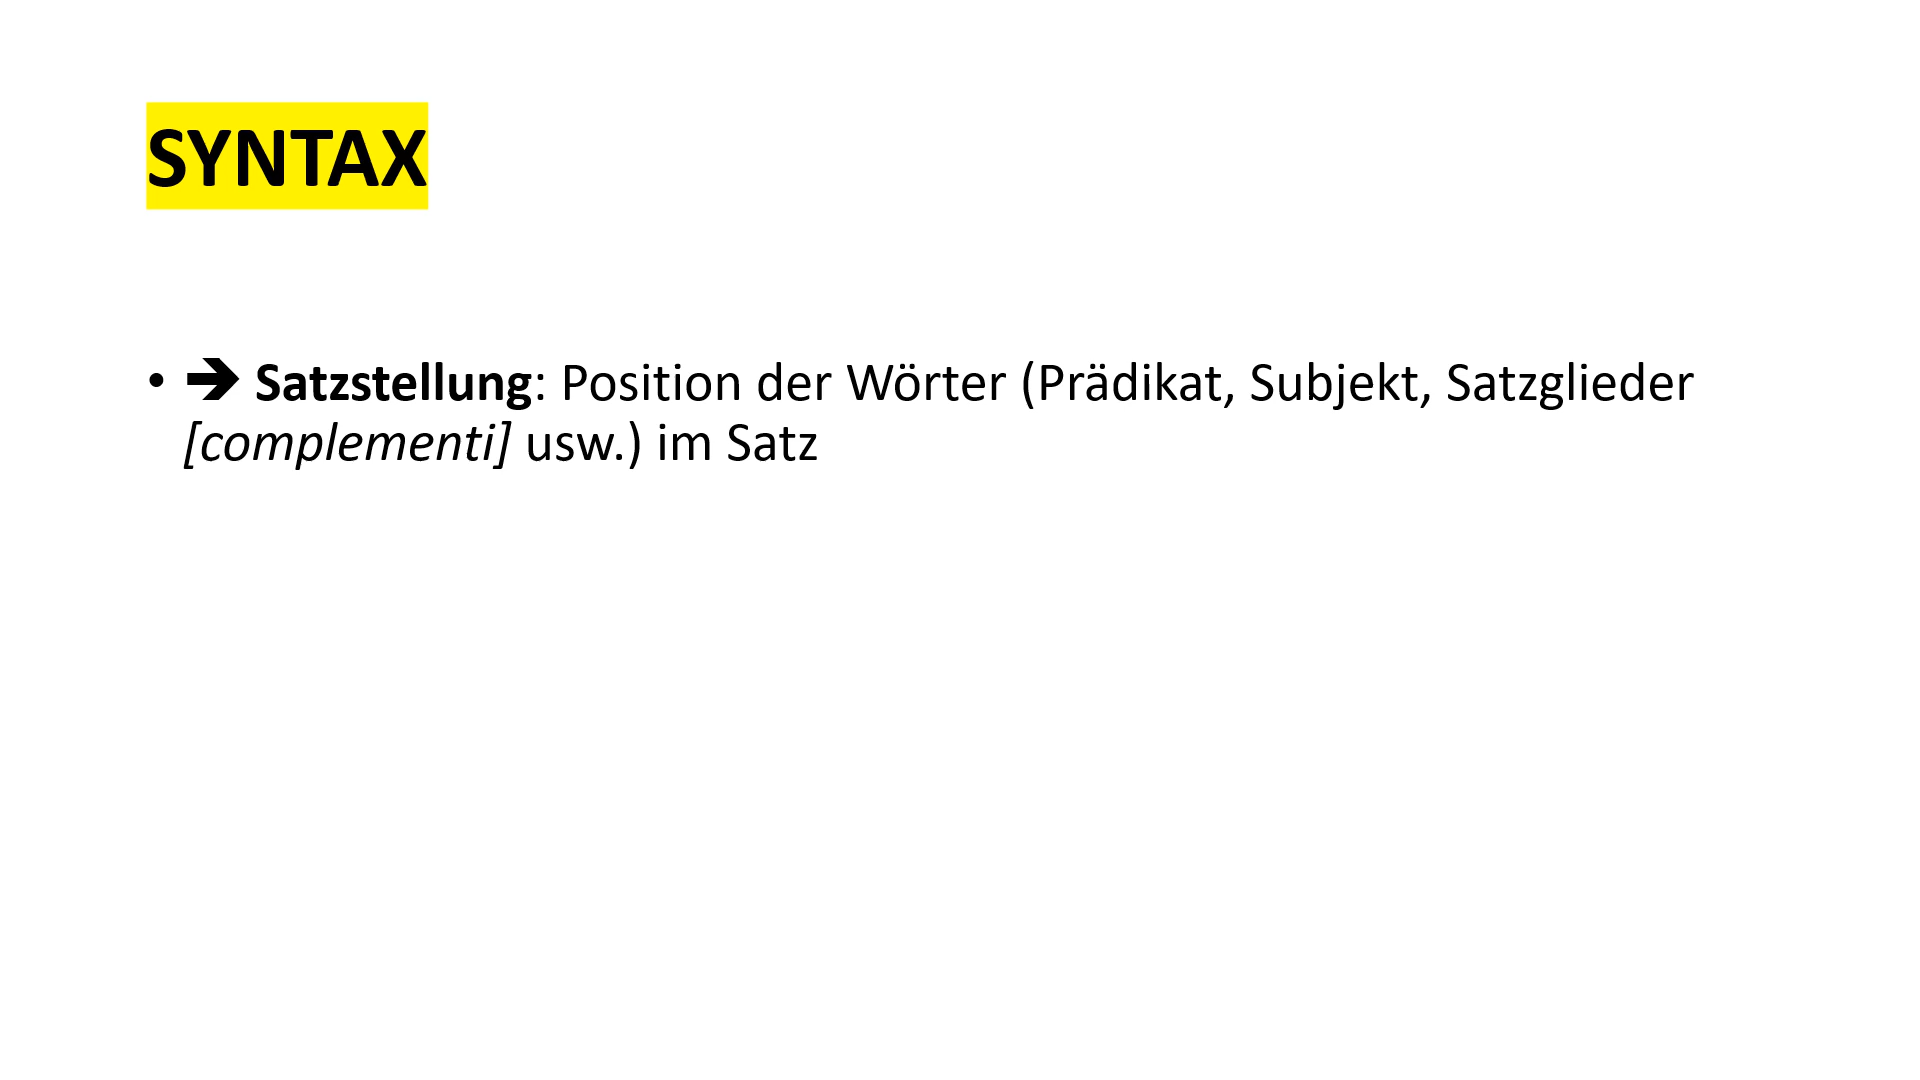 SYNTAX
• 🡺 Satzstellung: Position der Wörter (Prädikat, Subjekt, Satzglieder
[complementi] usw.) im Satz